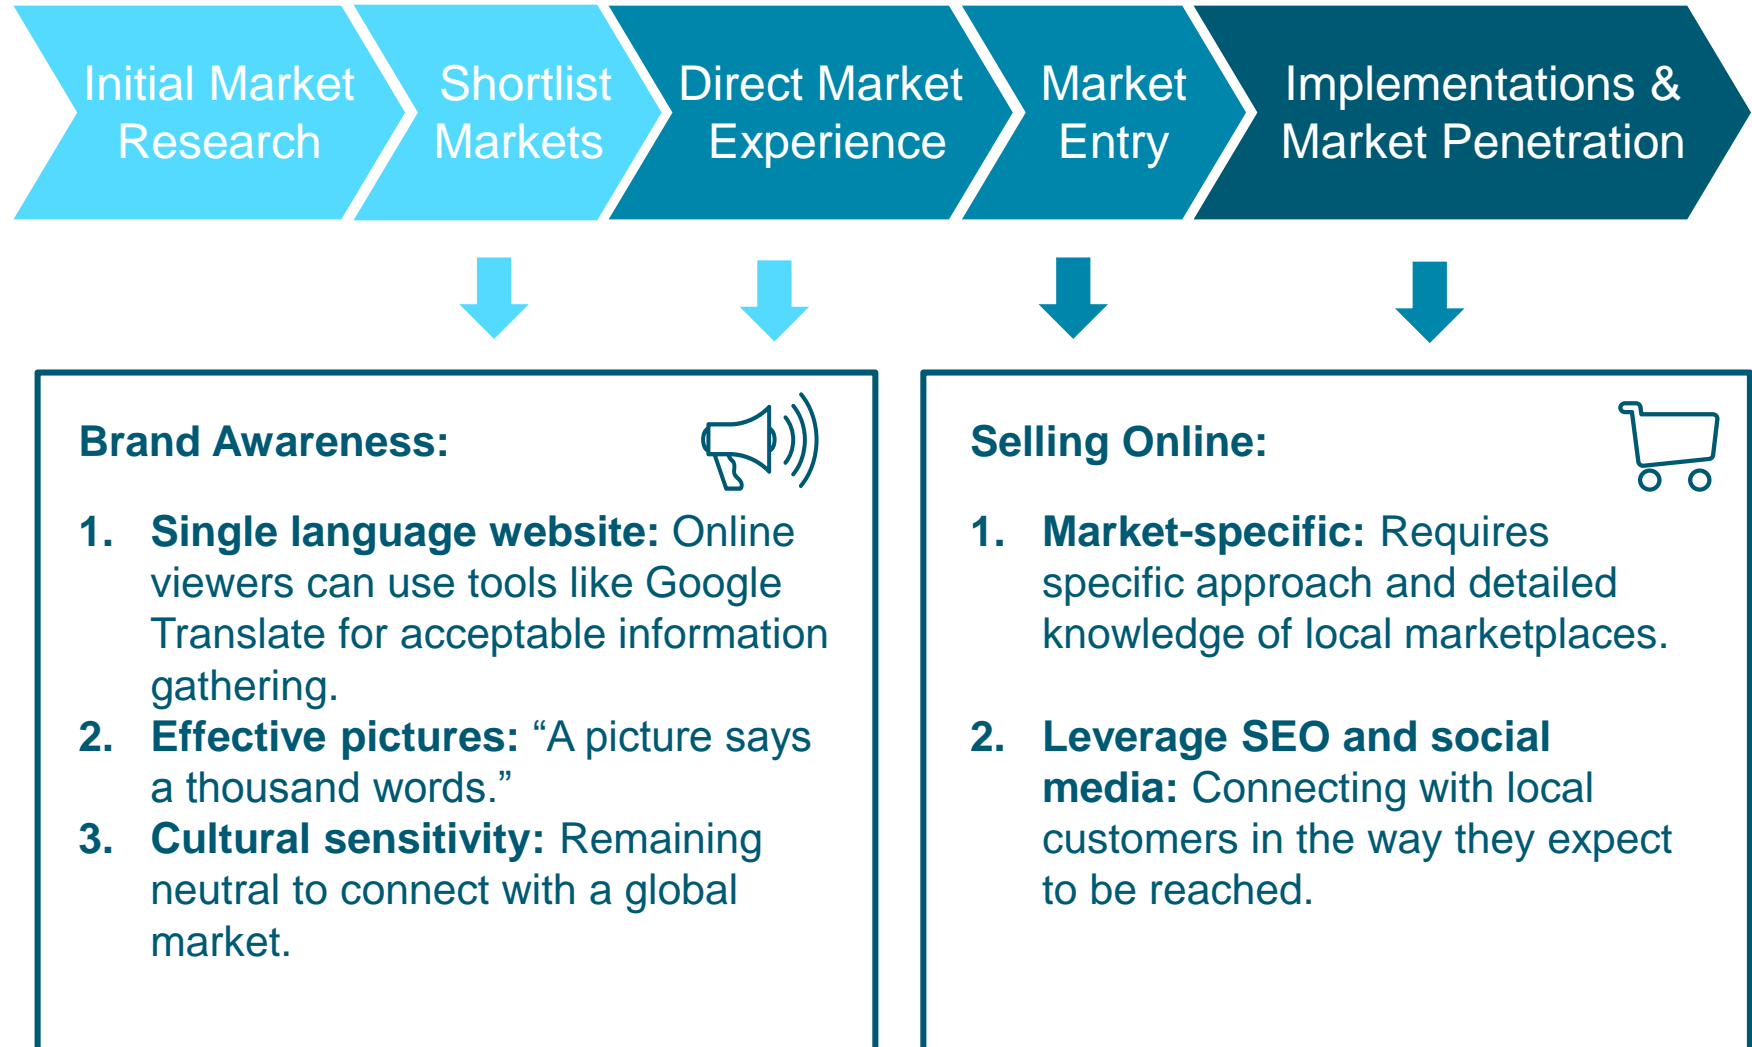 Initial Market
Research
Shortlist
Markets
Direct Market
Experience
Market
Entry
Implementations &
Market Penetration
Brand Awareness:
1. Single language website: Online
viewers can use tools like Google
Translate for acceptable information
gathering.
2. Effective pictures: “A picture says
a thousand words.”
3. Cultural sensitivity: Remaining
neutral to connect with a global
market.
Selling Online:
1. Market-specific: Requires
specific approach and detailed
knowledge of local marketplaces.
2. Leverage SEO and social
media: Connecting with local
customers in the way they expect
to be reached.